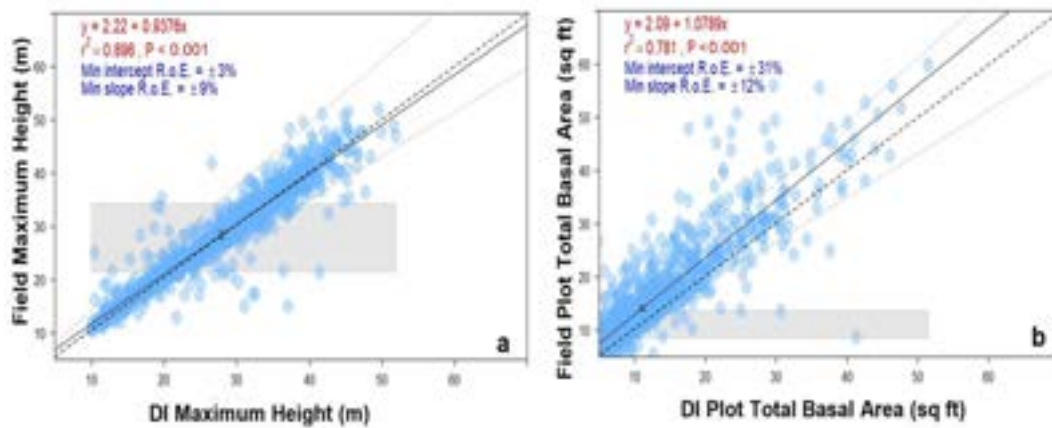 y = 2.22 + 0.9376x
r² = 0.896, P < 0.001
Min intercept R.o.E. = ± 3%
Min slope R.o.E. = ± 9%
Field Maximum Height (m)
70
60
50
40
30
20
10
10
20
30
40
50
60
a
DI Maximum Height (m)
y = 2.09 + 1.0789x
r² = 0.781, P < 0.001
Min intercept R.o.E. = ± 31%
Min slope R.o.E. = ± 12%
Field Plot Total Basal Area (sq ft)
60
50
40
30
20
10
10
20
30
40
50
60
b
DI Plot Total Basal Area (sq ft)